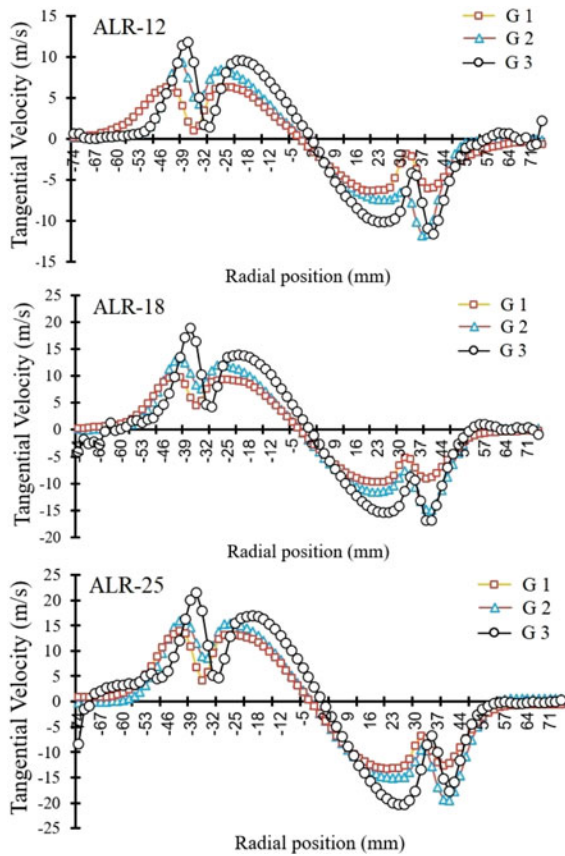 ALR-12
G 1
G 2
G 3
Tangential Velocity (m/s)
15
10
5
0
-5
-10
-15
-74 -67 -60 -53 -46 -39 -32 -25 -18 -12 -5 9 16 23 30 37 44 57 64 71
Radial position (mm)
ALR-18
G 1
G 2
G 3
Tangential Velocity (m/s)
25
20
15
10
5
0
-5
-10
-15
-20
-60 -53 -46 -39 -32 -25 -18 -12 -5 9 16 23 30 37 44 57 64 71
Radial position (mm)
ALR-25
G 1
G 2
G 3
Tangential Velocity (m/s)
25
20
15
10
5
0
-5
-10
-15
-20
-25
-67 -60 -53 -46 -39 -32 -25 -18 -12 -5 9 16 23 30 37 44 57 64 71
Radial position (mm)